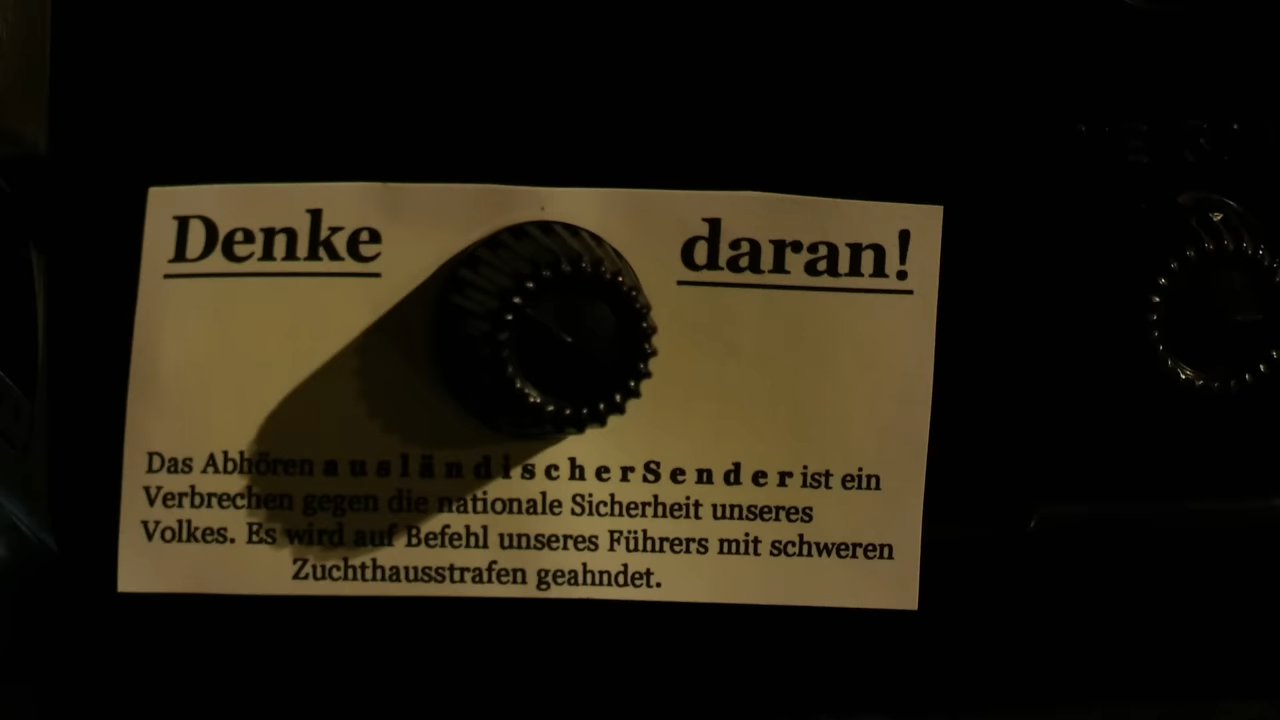 Denke daran!
Das Abhören ausländischer Sender ist ein
Verbrechen gegen die nationale Sicherheit unseres
Volkes. Es wird auf Befehl unseres Führers mit schweren
Zuchthausstrafen geahndet.